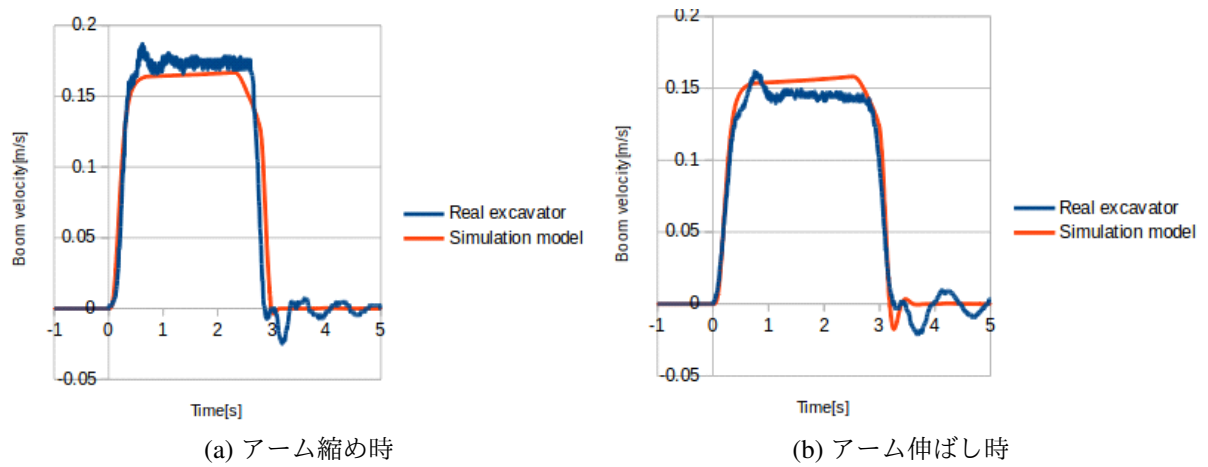 0.2
0.15
0.1
0.05
0
-0.05
-1 0 1 2 3 4 5
Boom velocity[m/s]
Time[s]
Real excavator
Simulation model
(a) アーム縮め時
0.2
0.15
0.1
0.05
0
-0.05
-1 0 1 2 3 4 5
Boom velocity[m/s]
Time[s]
Real excavator
Simulation model
(b) アーム伸ばし時